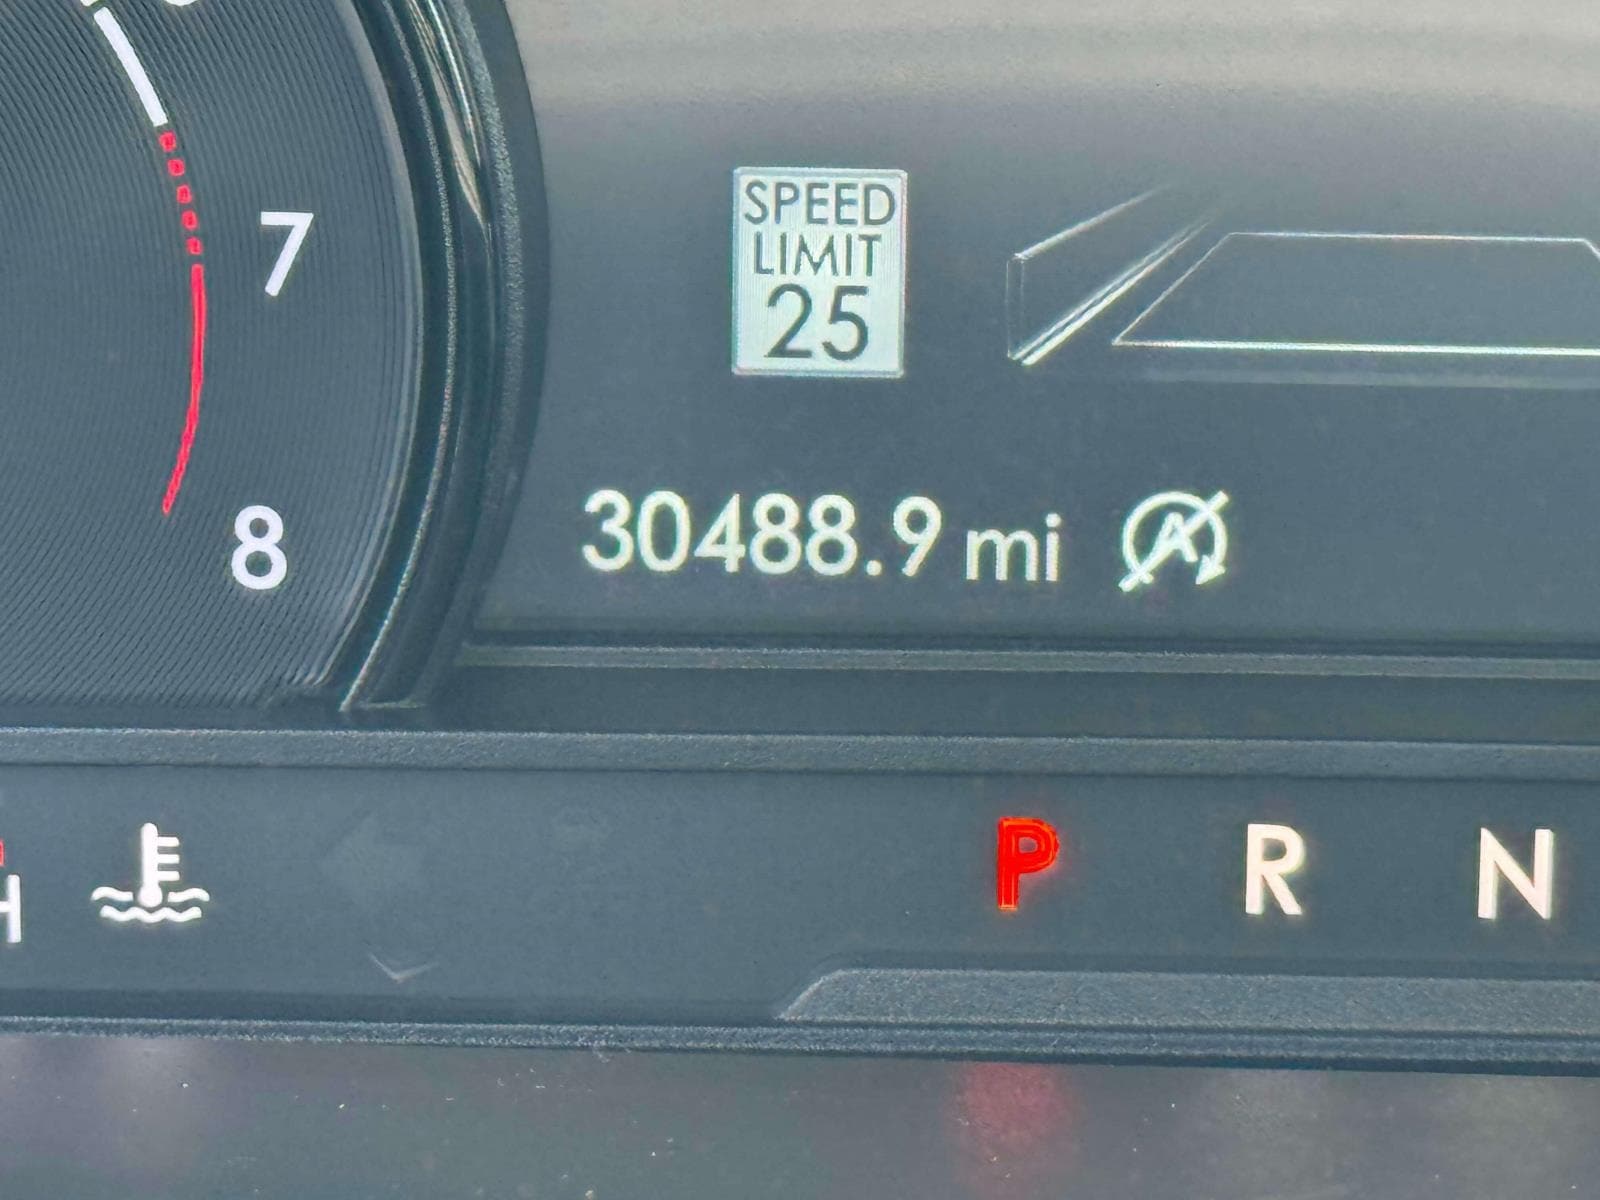 7
8
SPEED
LIMIT
25
30488.9 mi
A
H
P R N